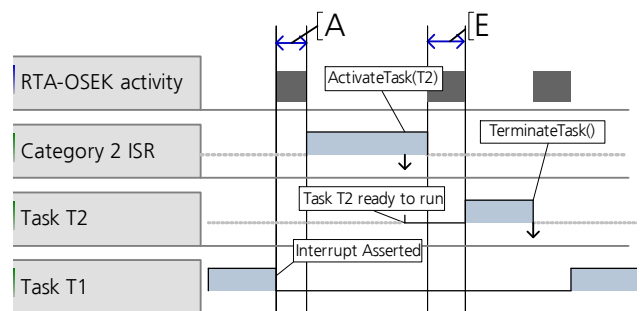 [A
[E
RTA-OSEK activity
ActivateTask(T2)
Category 2 ISR
TerminateTask()
Task T2 ready to run
Task T2
Interrupt Asserted
Task T1